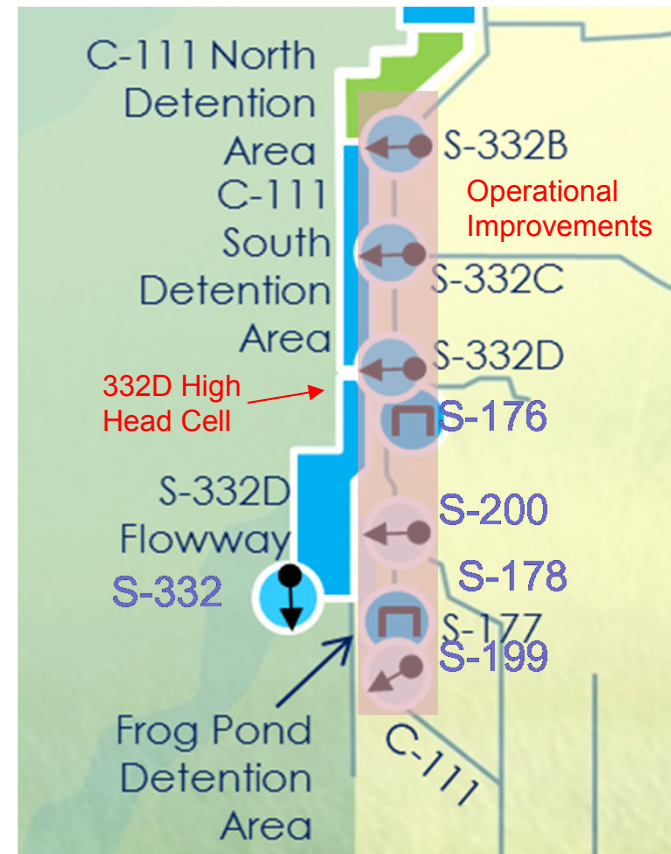 C-111 North
Detention
Area
S-332B
Operational
Improvements
C-111
South
Detention
Area
S-332C
S-332D
332D High
Head Cell
S-176
S-332D
Flowway
S-200
S-332
S-178
S-177
S-199
Frog Pond
Detention
Area
C-111